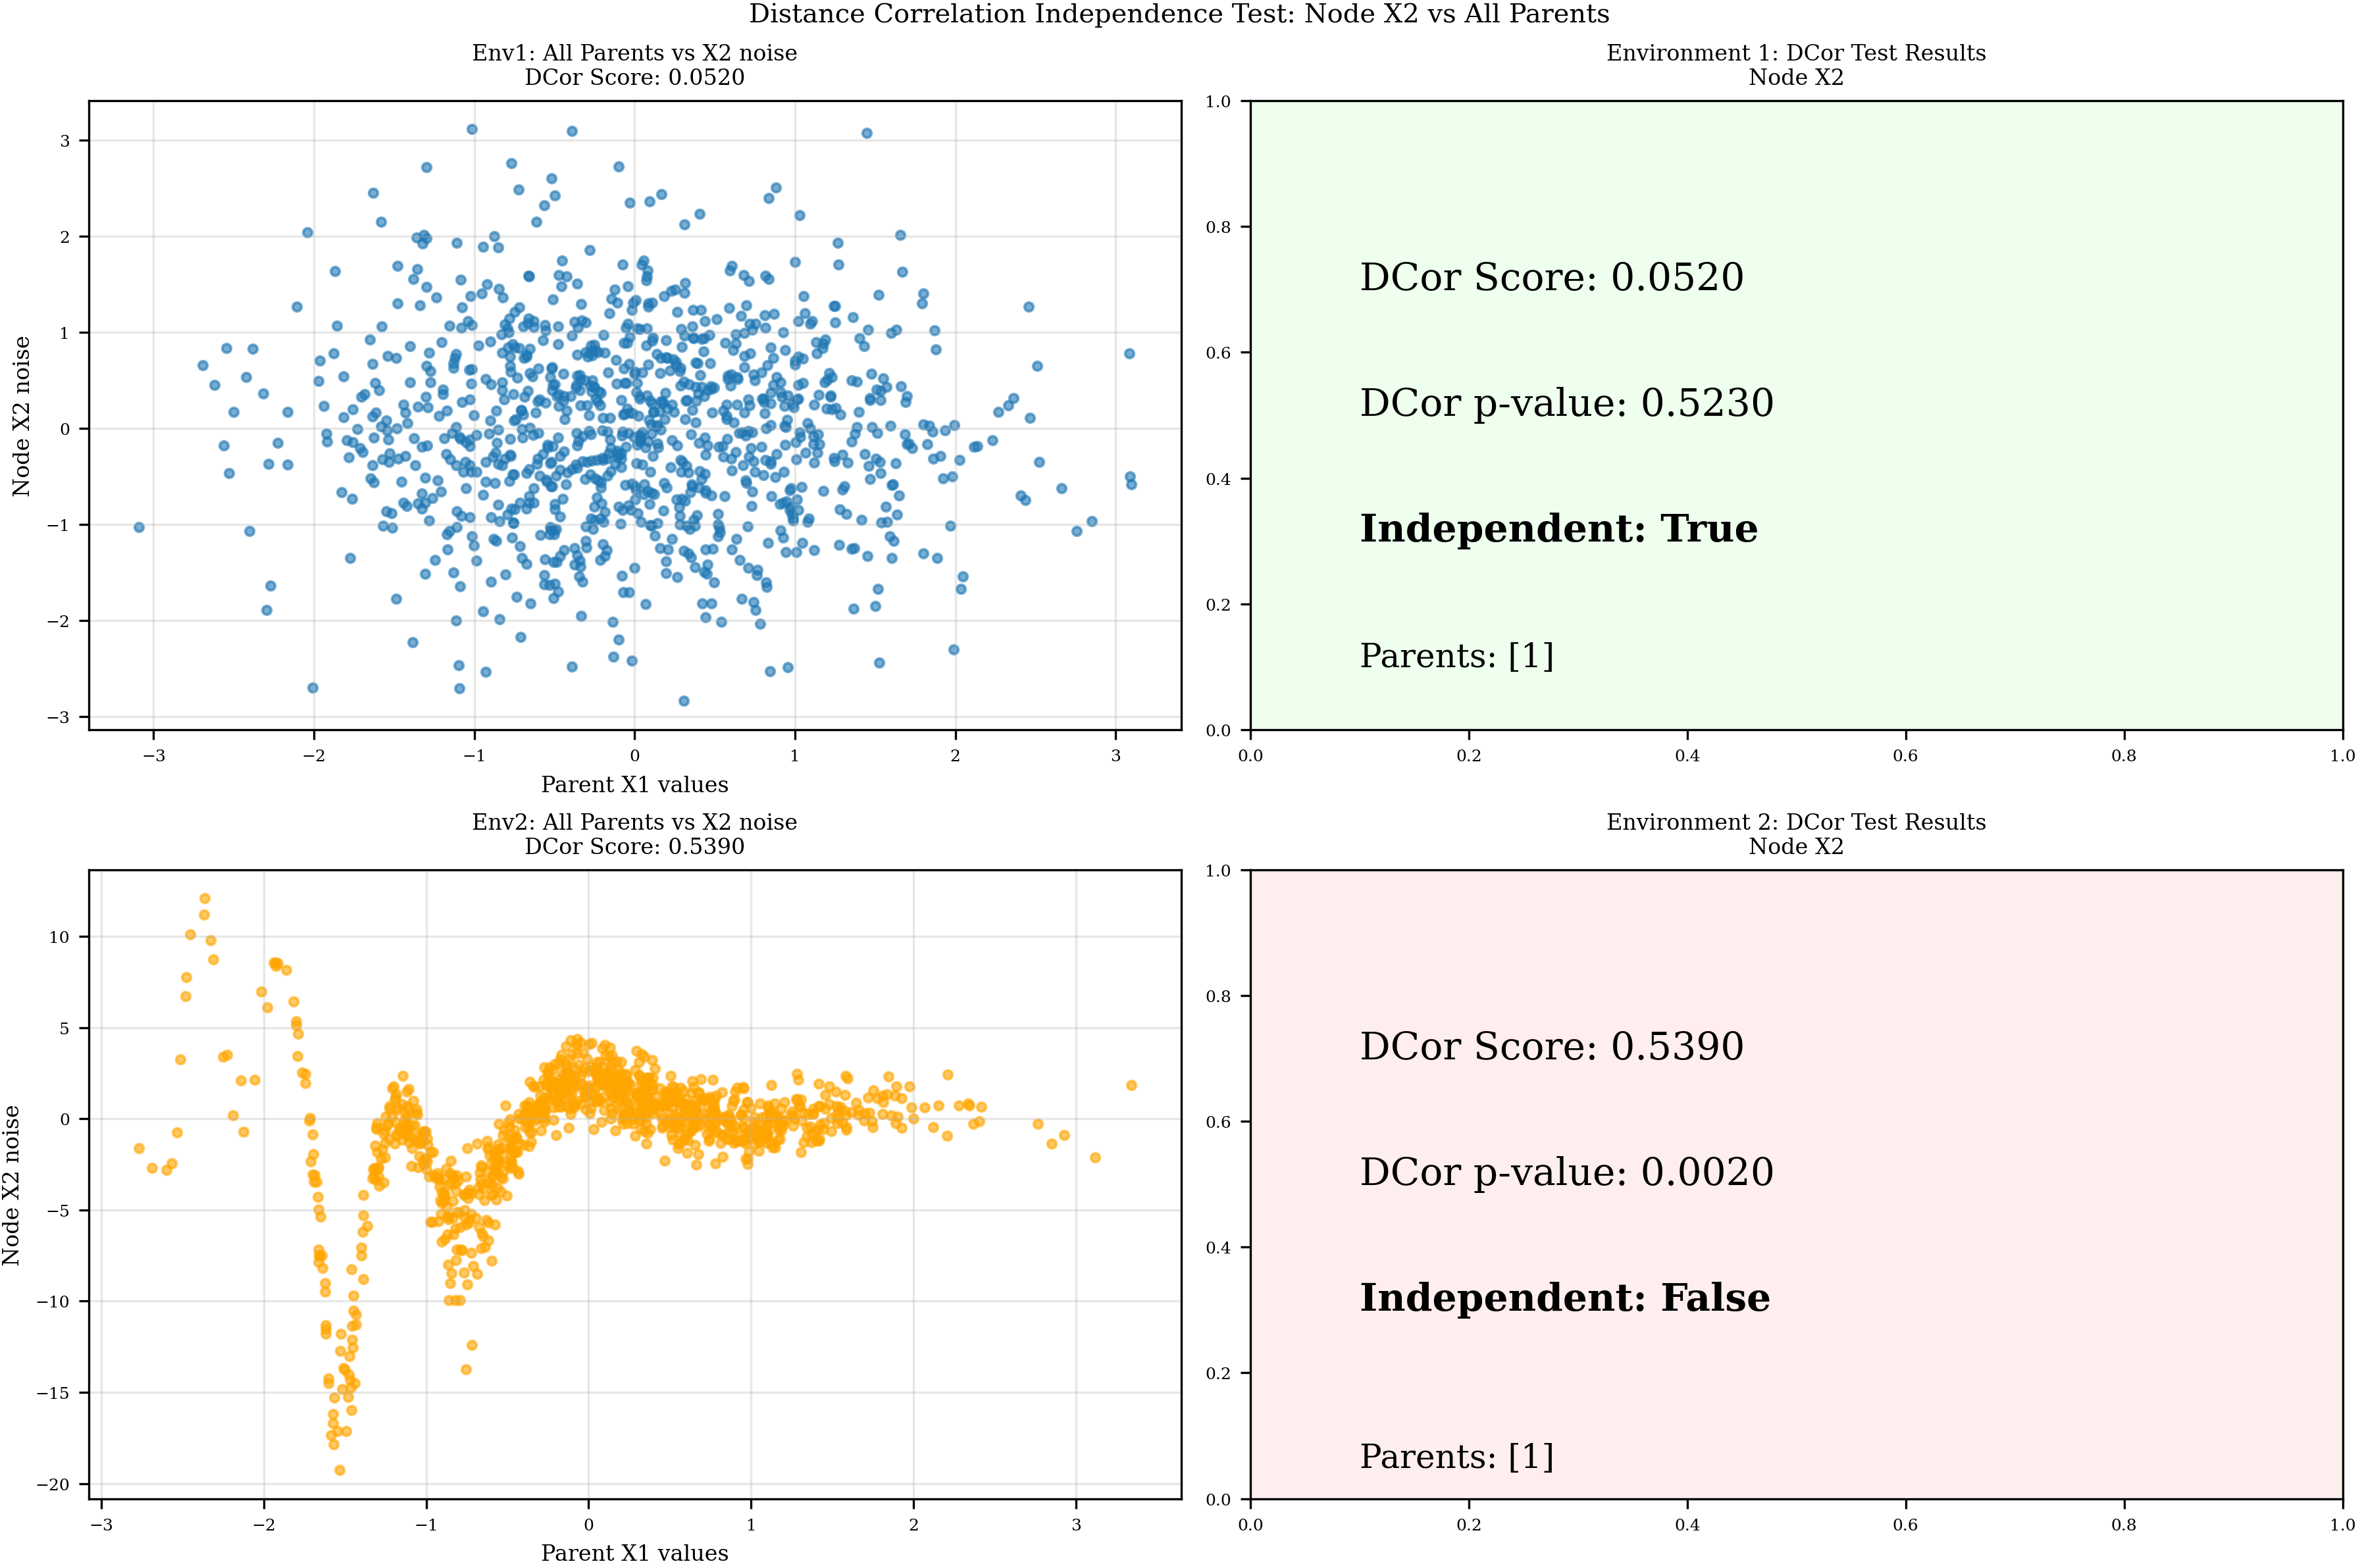 Distance Correlation Independence Test: Node X2 vs All Parents
Env1: All Parents vs X2 noise
DCor Score: 0.0520
3
2
1
0
−1
−2
−3
Node X2 noise
−3 −2 −1 0 1 2 3
Parent X1 values
Environment 1: DCor Test Results
Node X2
1.0
0.8
0.6
0.4
0.2
0.0
DCor Score: 0.0520
DCor p-value: 0.5230
Independent: True
Parents: [1]
0.0 0.2 0.4 0.6 0.8 1.0
Env2: All Parents vs X2 noise
DCor Score: 0.5390
10
5
0
−5
−10
−15
−20
Node X2 noise
−3 −2 −1 0 1 2 3
Parent X1 values
Environment 2: DCor Test Results
Node X2
1.0
0.8
0.6
0.4
0.2
0.0
DCor Score: 0.5390
DCor p-value: 0.0020
Independent: False
Parents: [1]
0.0 0.2 0.4 0.6 0.8 1.0